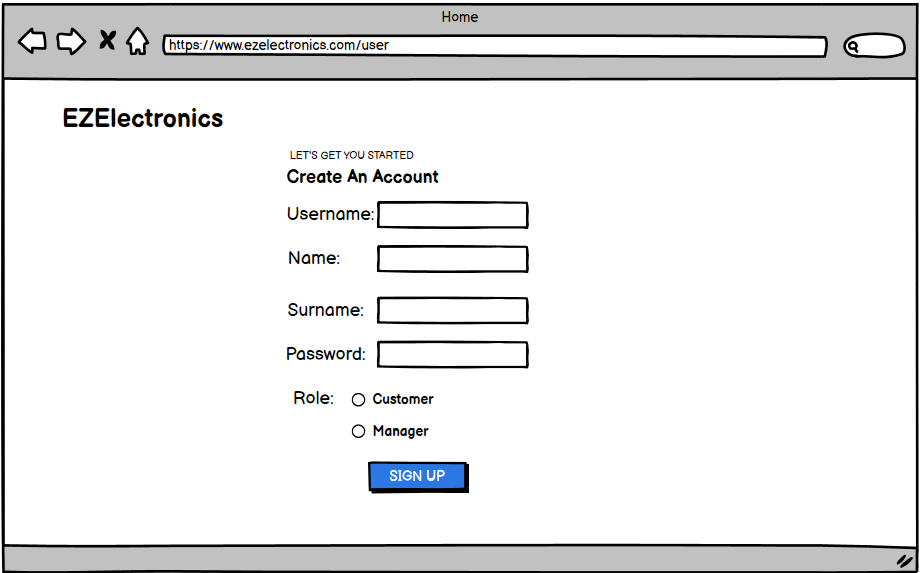 Home
https://www.ezelectronics.com/user
EZElectronics
LET'S GET YOU STARTED
Create An Account
Username:
Name:
Surname:
Password:
Role:
Customer
Manager
SIGN UP